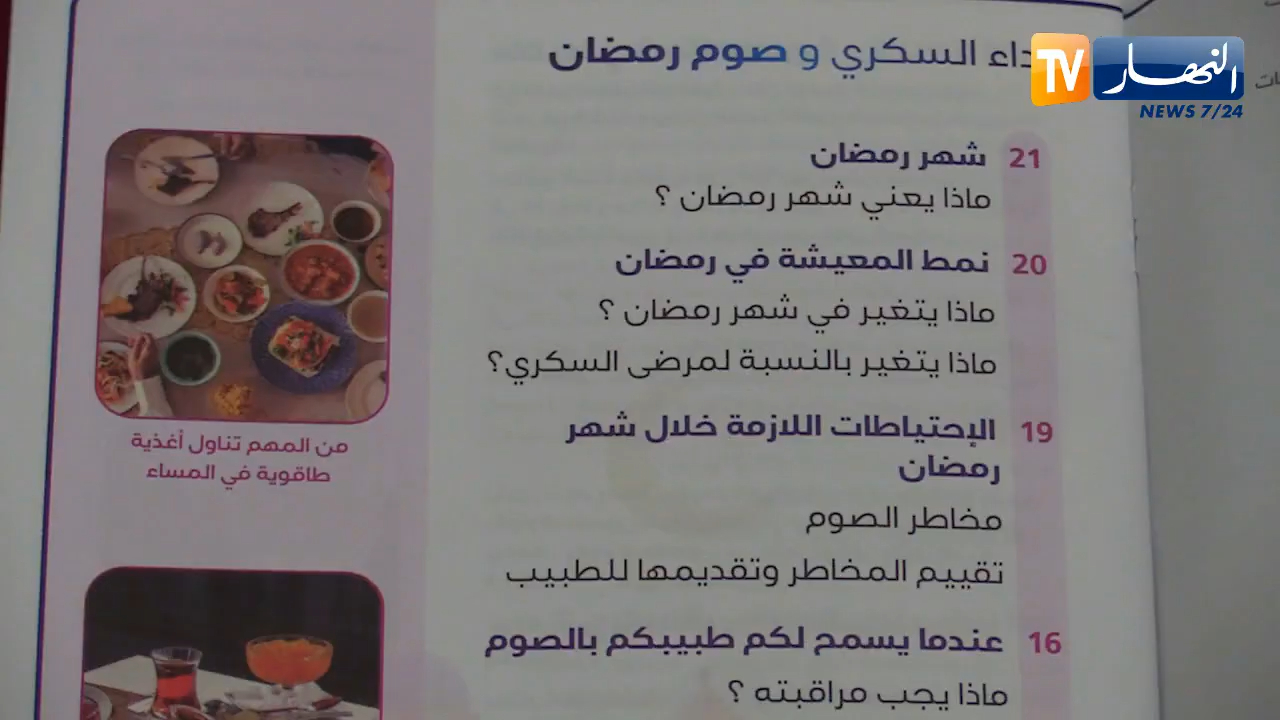 داء السكري و صوم رمضان
النهار TV
NEWS 7/24
21 شهر رمضان
ماذا يعني شهر رمضان ؟
20 نمط المعيشة في رمضان
ماذا يتغير في شهر رمضان ؟
ماذا يتغير بالنسبة لمرضى السكري؟
19 الإحتياطات اللازمة خلال شهر
رمضان
مخاطر الصوم
تقييم المخاطر وتقديمها للطبيب
16 عندما يسمح لكم طبيبكم بالصوم
ماذا يجب مراقبته ؟
من المهم تناول أغذية
طاقوية في المساء